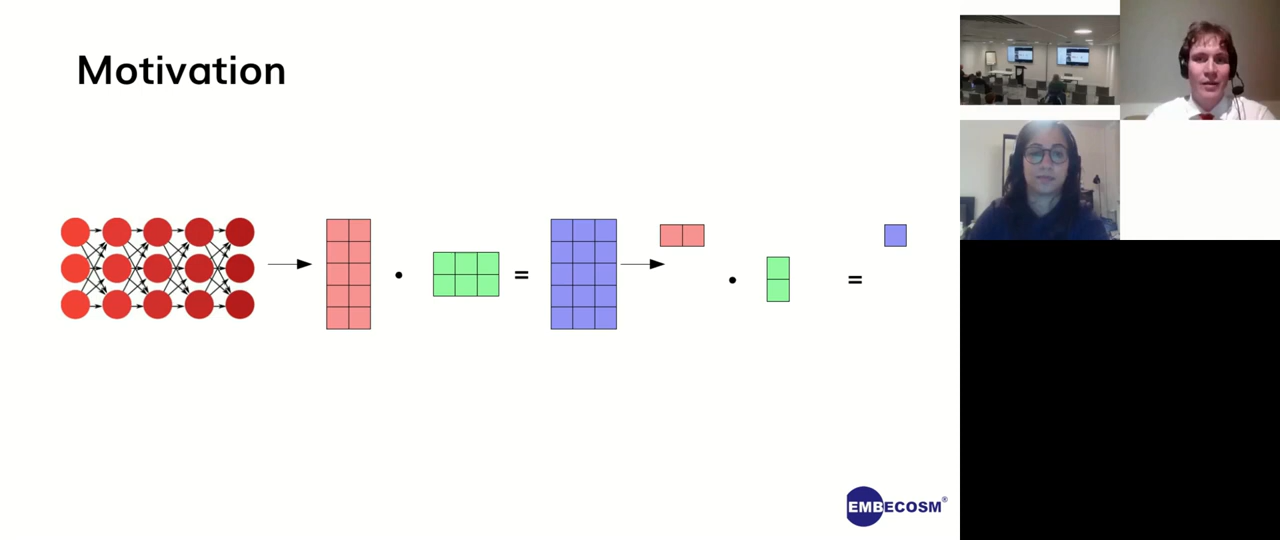 Motivation
• = • =
EMBECOSM®